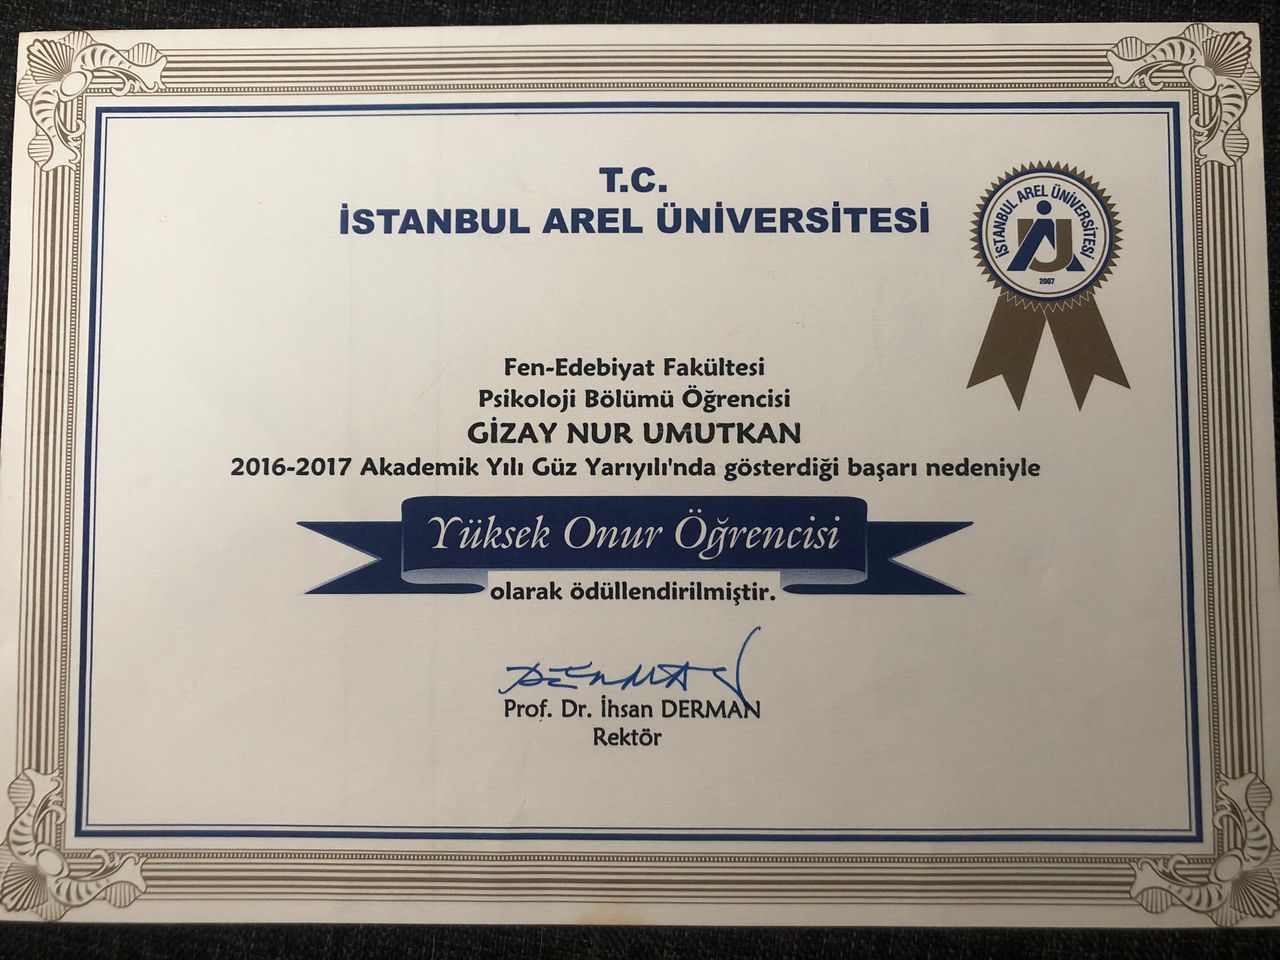 T.C.
İSTANBUL AREL ÜNİVERSİTESİ
İSTANBUL AREL ÜNİVERSİTESİ
2007
Fen-Edebiyat Fakültesi
Psikoloji Bölümü Öğrencisi
GİZAY NUR UMUTKAN
2016-2017 Akademik Yılı Güz Yarıyılı'nda gösterdiği başarı nedeniyle
Yüksek Onur Öğrencisi
olarak ödüllendirilmiştir.
Prof. Dr. İhsan DERMAN
Rektör